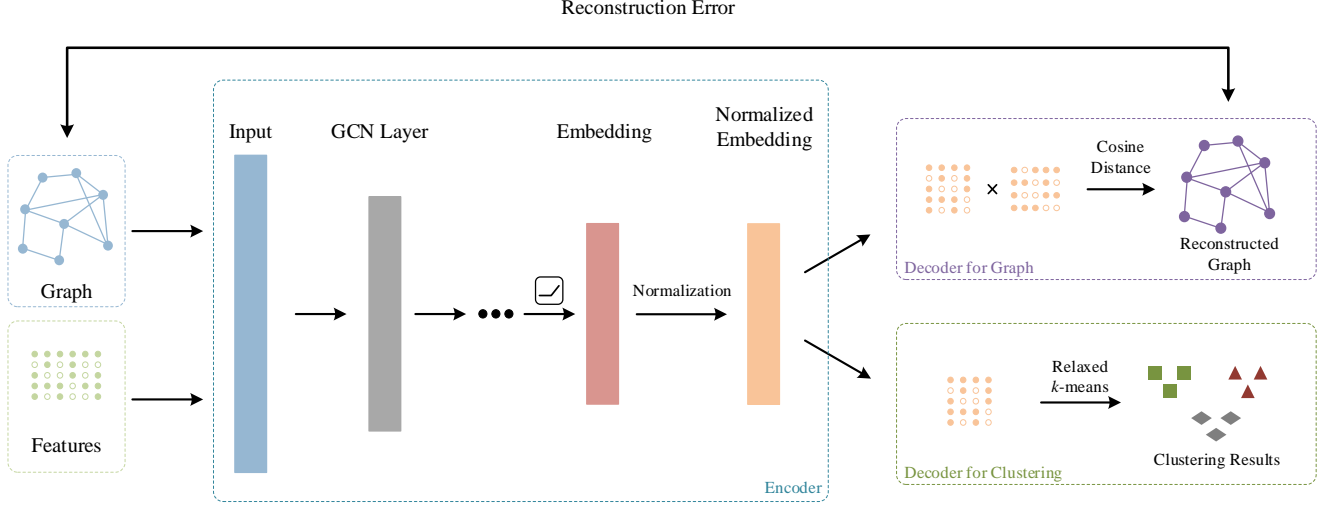 Reconstruction Error
Input
GCN Layer
Embedding
Normalized
Embedding
Graph
Features
Normalization
Encoder
×
Cosine
Distance
Reconstructed
Graph
Decoder for Graph
Relaxed
k-means
Clustering Results
Decoder for Clustering